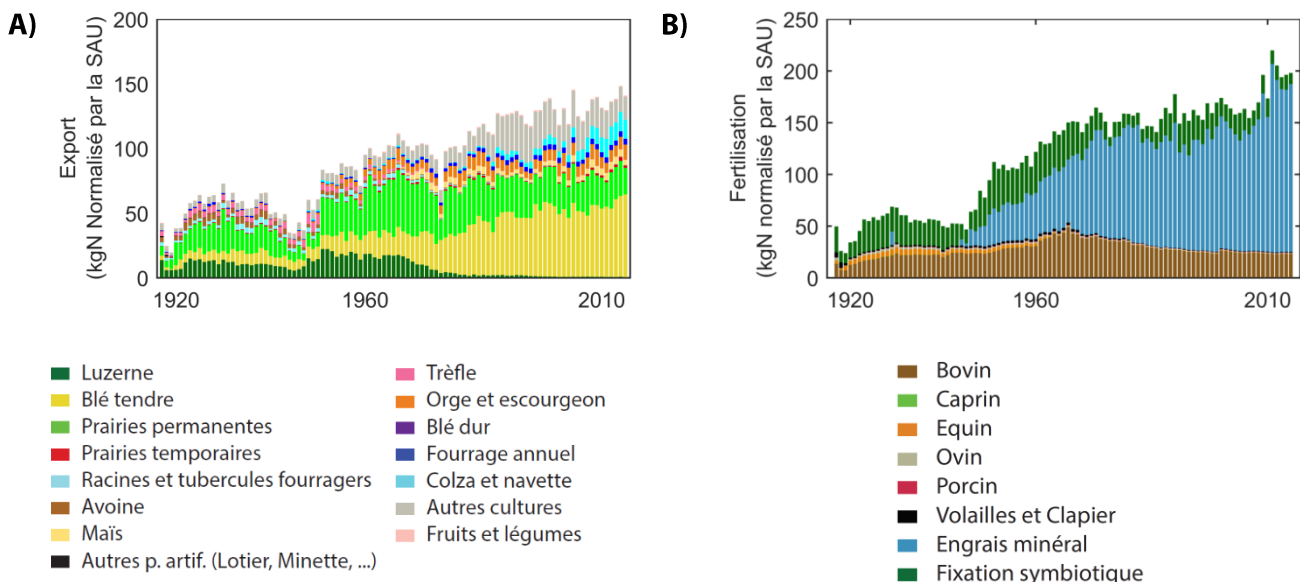 A)
Export
(kgN Normalisé par la SAU)
200
150
100
50
0
1920
1960
2010
Luzerne
Blé tendre
Prairies permanentes
Prairies temporaires
Racines et tubercules fourragers
Avoine
Maïs
Autres p. artif. (Lotier, Minette, ...)
Trèfle
Orge et escourgeon
Blé dur
Fourrage annuel
Colza et navette
Autres cultures
Fruits et légumes
B)
Fertilisation
(kgN normalisé par la SAU)
250
200
150
100
50
0
1920
1960
2010
Bovin
Caprin
Equin
Ovin
Porcin
Volailles et Clapier
Engrais minéral
Fixation symbiotique